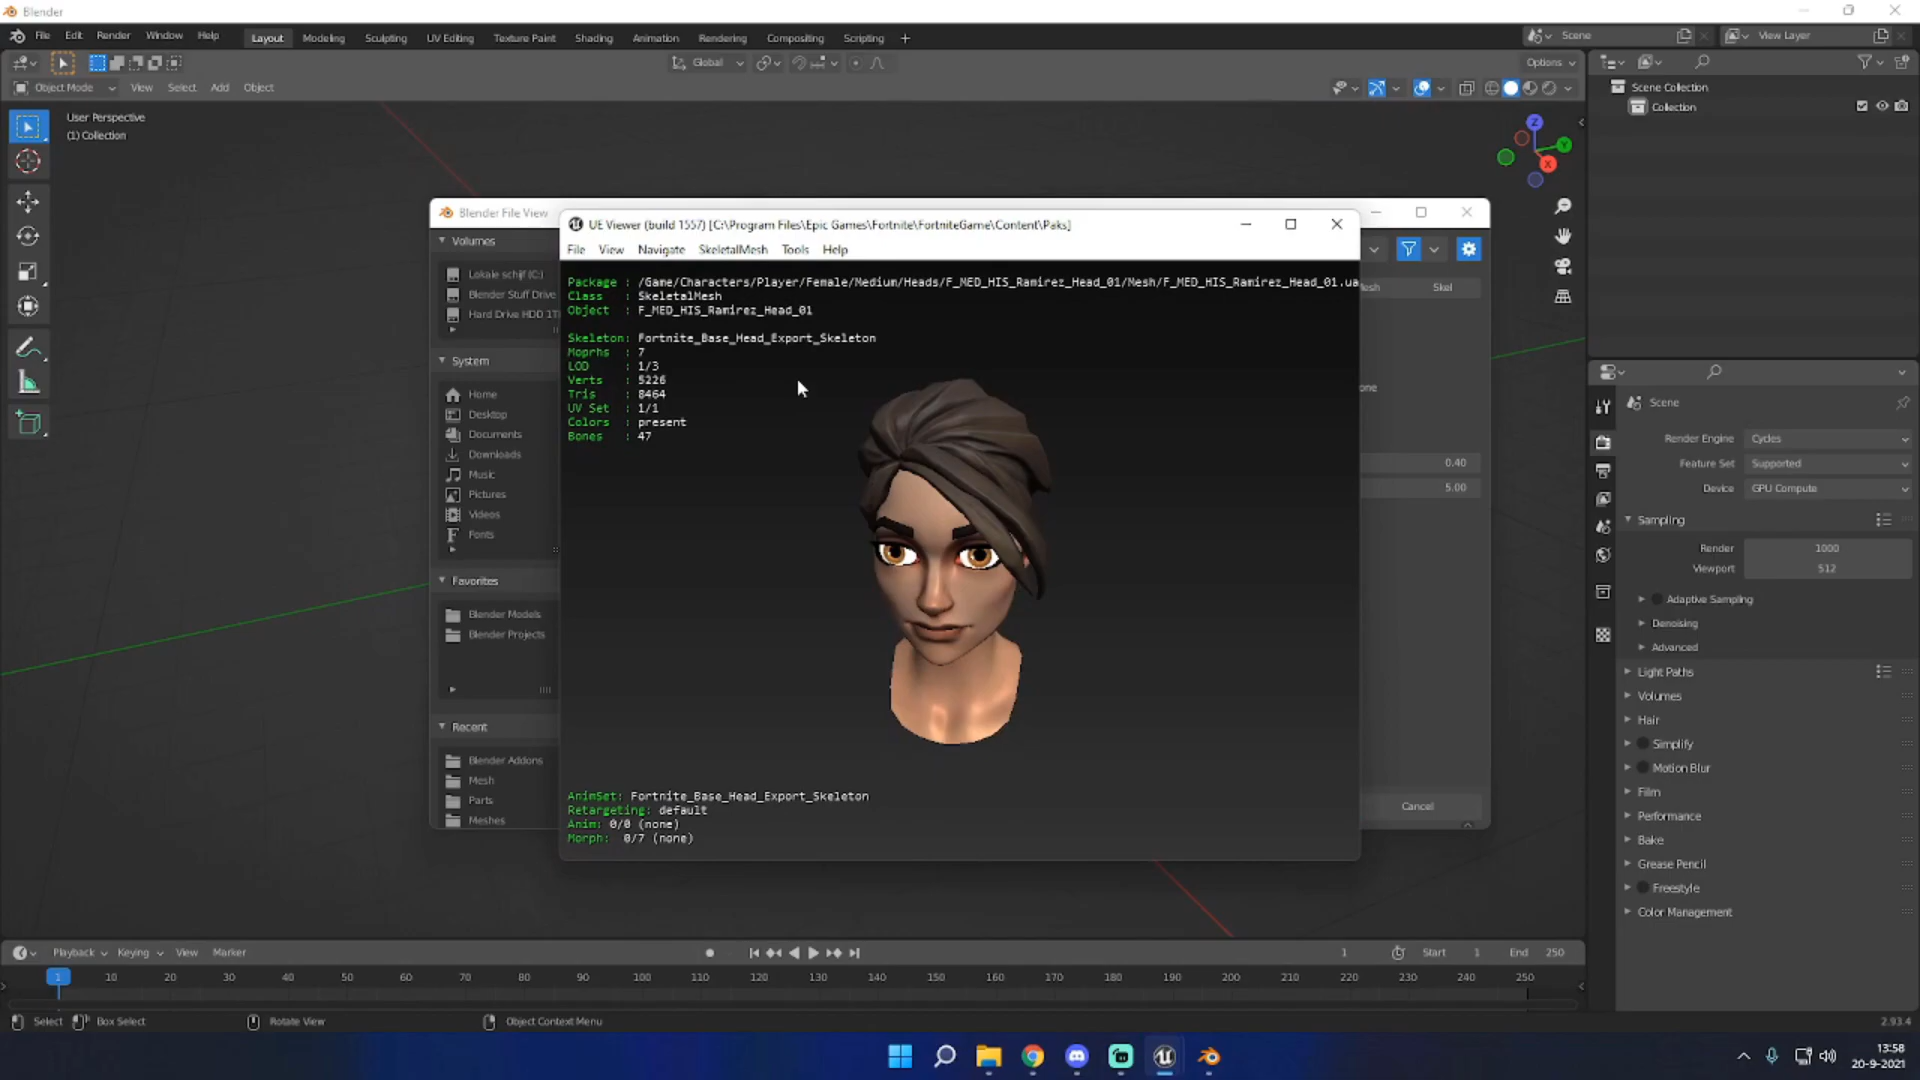 Blender
File Edit Render Window Help Layout Modeling Sculpting UV Editing Texture Paint Shading Animation Rendering Compositing Scripting + Scene View Layer
Global Options
Object Mode View Select Add Object
User Perspective
(1) Collection
Z
Y
X
Scene Collection
Collection
Blender File View
Volumes
Lokale schijf (C:)
Blender Stuff Drive
Hard Drive HDD 1T
System
Home
Desktop
Documents
Downloads
Music
Pictures
Videos
Fonts
Favorites
Blender Models
Blender Projects
Recent
Blender Addons
Mesh
Parts
Meshes
UE Viewer (build 1557) [C:\Program Files\Epic Games\Fortnite\FortniteGame\Content\Paks]
File View Navigate SkeletalMesh Tools Help
Package : /Game/Characters/Player/Female/Medium/Heads/F_MED_HIS_Ramirez_Head_01/Mesh/F_MED_HIS_Ramirez_Head_01.ua
Class : SkeletalMesh
Object : F_MED_HIS_Ramirez_Head_01
Skeleton: Fortnite_Base_Head_Export_Skeleton
Moprhs : 7
LOD : 1/3
Verts : 5226
Tris : 8464
UV Set : 1/1
Colors : present
Bones : 47
AnimSet: Fortnite_Base_Head_Export_Skeleton
Retargeting: default
Anim: 0/0 (none)
Morph: 0/7 (none)
esh Skel
one
0.40
5.00
Cancel
Scene
Render Engine Cycles
Feature Set Supported
Device GPU Compute
Sampling
Render 1000
Viewport 512
Adaptive Sampling
Denoising
Advanced
Light Paths
Volumes
Hair
Simplify
Motion Blur
Film
Performance
Bake
Grease Pencil
Freestyle
Color Management
Playback Keying View Marker 1 Start 1 End 250
1 10 20 30 40 50 60 70 80 90 100 110 120 130 140 150 160 170 180 190 200 210 220 230 240 250
Select Box Select Rotate View Object Context Menu 2.93.4
13:58
20-9-2021